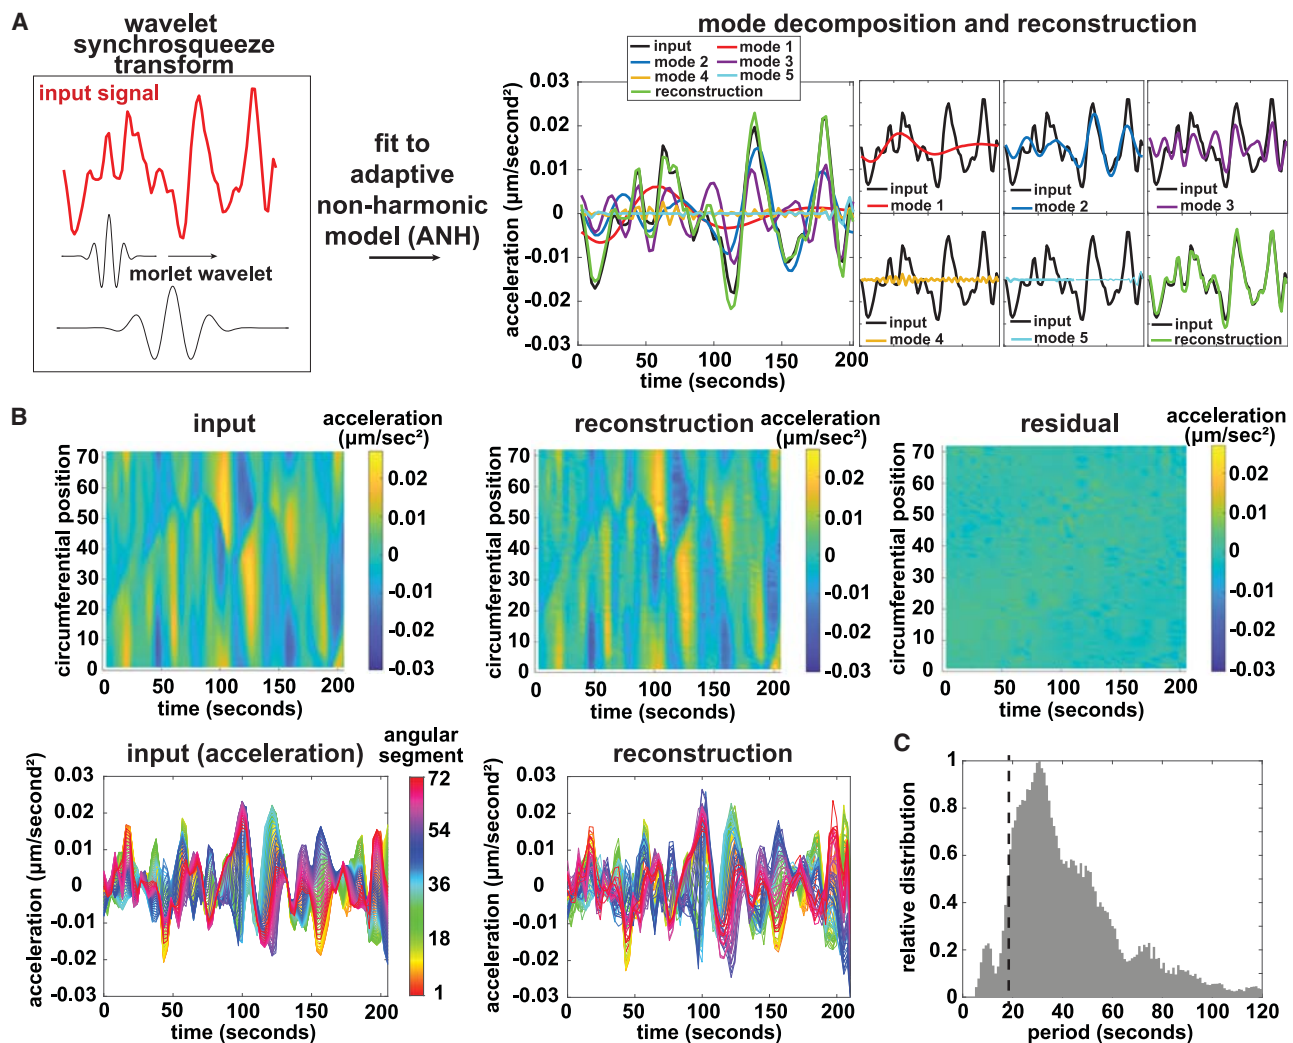 A
wavelet
synchrosqueeze
transform
input signal
morlet wavelet
fit to
adaptive
non-harmonic
model (ANH)
mode decomposition and reconstruction
input
mode 1
mode 2
mode 3
mode 4
mode 5
reconstruction
acceleration (µm/second²)
0.03
0.02
0.01
0
-0.01
-0.02
-0.03
0 50 100 150 200
time (seconds)
input
mode 1
input
mode 2
input
mode 3
input
mode 4
input
mode 5
input
reconstruction
B
input
acceleration
(µm/sec²)
circumferential position
70
60
50
40
30
20
10
0
0 50 100 150 200
time (seconds)
0.02
0.01
0
-0.01
-0.02
-0.03
reconstruction
acceleration
(µm/sec²)
circumferential position
70
60
50
40
30
20
10
0
0 50 100 150 200
time (seconds)
0.02
0.01
0
-0.01
-0.02
-0.03
residual
acceleration
(µm/sec²)
circumferential position
70
60
50
40
30
20
10
0
0 50 100 150 200
time (seconds)
0.02
0.01
0
-0.01
-0.02
-0.03
input (acceleration)
angular
segment
acceleration (µm/second²)
0.03
0.02
0.01
0
-0.01
-0.02
-0.03
0 50 100 150 200
time (seconds)
72
54
36
18
1
reconstruction
acceleration (µm/second²)
0.03
0.02
0.01
0
-0.01
-0.02
-0.03
0 50 100 150 200
time (seconds)
C
relative distribution
1
0.8
0.6
0.4
0.2
0
0 20 40 60 80 100 120
period (seconds)